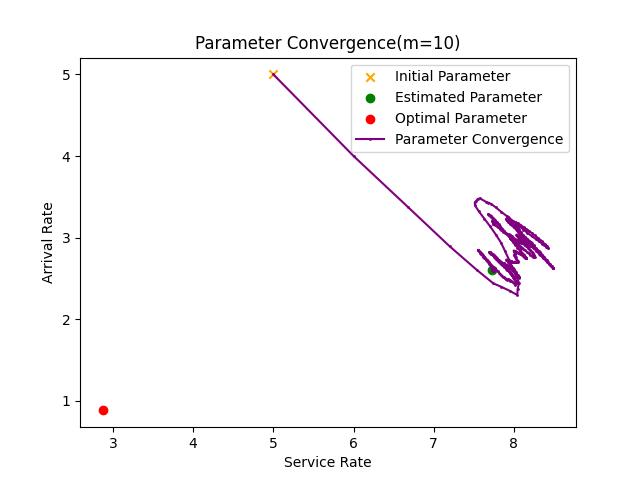 Parameter Convergence(m=10)
Initial Parameter
Estimated Parameter
Optimal Parameter
Parameter Convergence
5
4
3
2
1
Arrival Rate
3 4 5 6 7 8
Service Rate